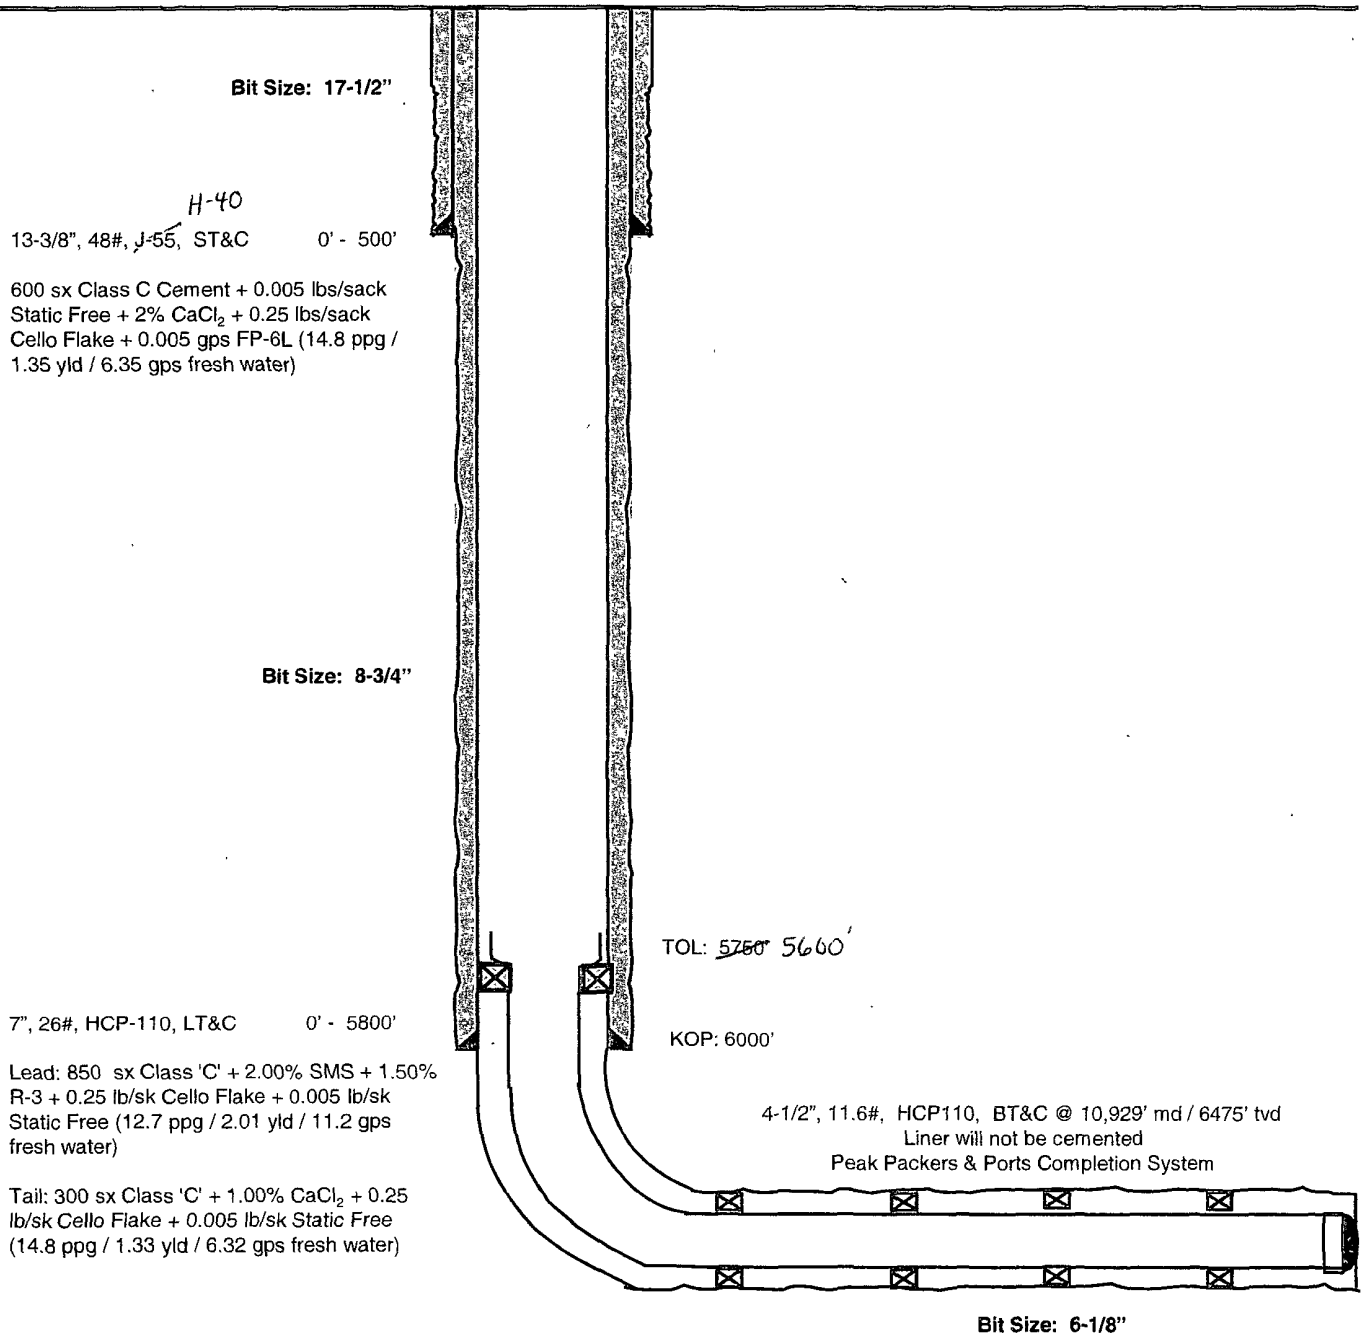 Bit Size: 17-1/2”
H-40
13-3/8”, 48#, J-55, ST&C 0' - 500'
600 sx Class C Cement + 0.005 lbs/sack
Static Free + 2% CaCl₂ + 0.25 lbs/sack
Cello Flake + 0.005 gps FP-6L (14.8 ppg /
1.35 yld / 6.35 gps fresh water)
Bit Size: 8-3/4”
TOL: 5750' 5600'
7”, 26#, HCP-110, LT&C 0' - 5800'
KOP: 6000'
Lead: 850 sx Class 'C' + 2.00% SMS + 1.50%
R-3 + 0.25 lb/sk Cello Flake + 0.005 lb/sk
Static Free (12.7 ppg / 2.01 yld / 11.2 gps
fresh water)
4-1/2”, 11.6#, HCP110, BT&C @ 10,929' md / 6475' tvd
Liner will not be cemented
Peak Packers & Ports Completion System
Tail: 300 sx Class 'C' + 1.00% CaCl₂ + 0.25
lb/sk Cello Flake + 0.005 lb/sk Static Free
(14.8 ppg / 1.33 yld / 6.32 gps fresh water)
Bit Size: 6-1/8”